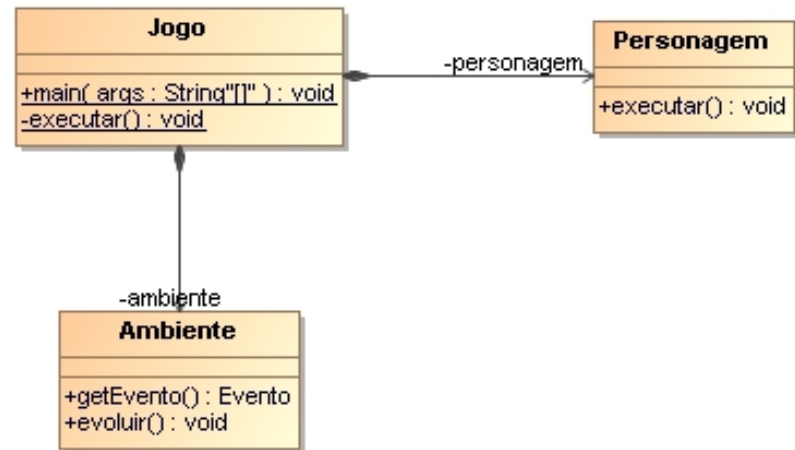 Jogo
+main( args : String"[]" ) : void
-executar() : void
-personagem
Personagem
+executar() : void
-ambiente
Ambiente
+getEvento() : Evento
+evoluir() : void